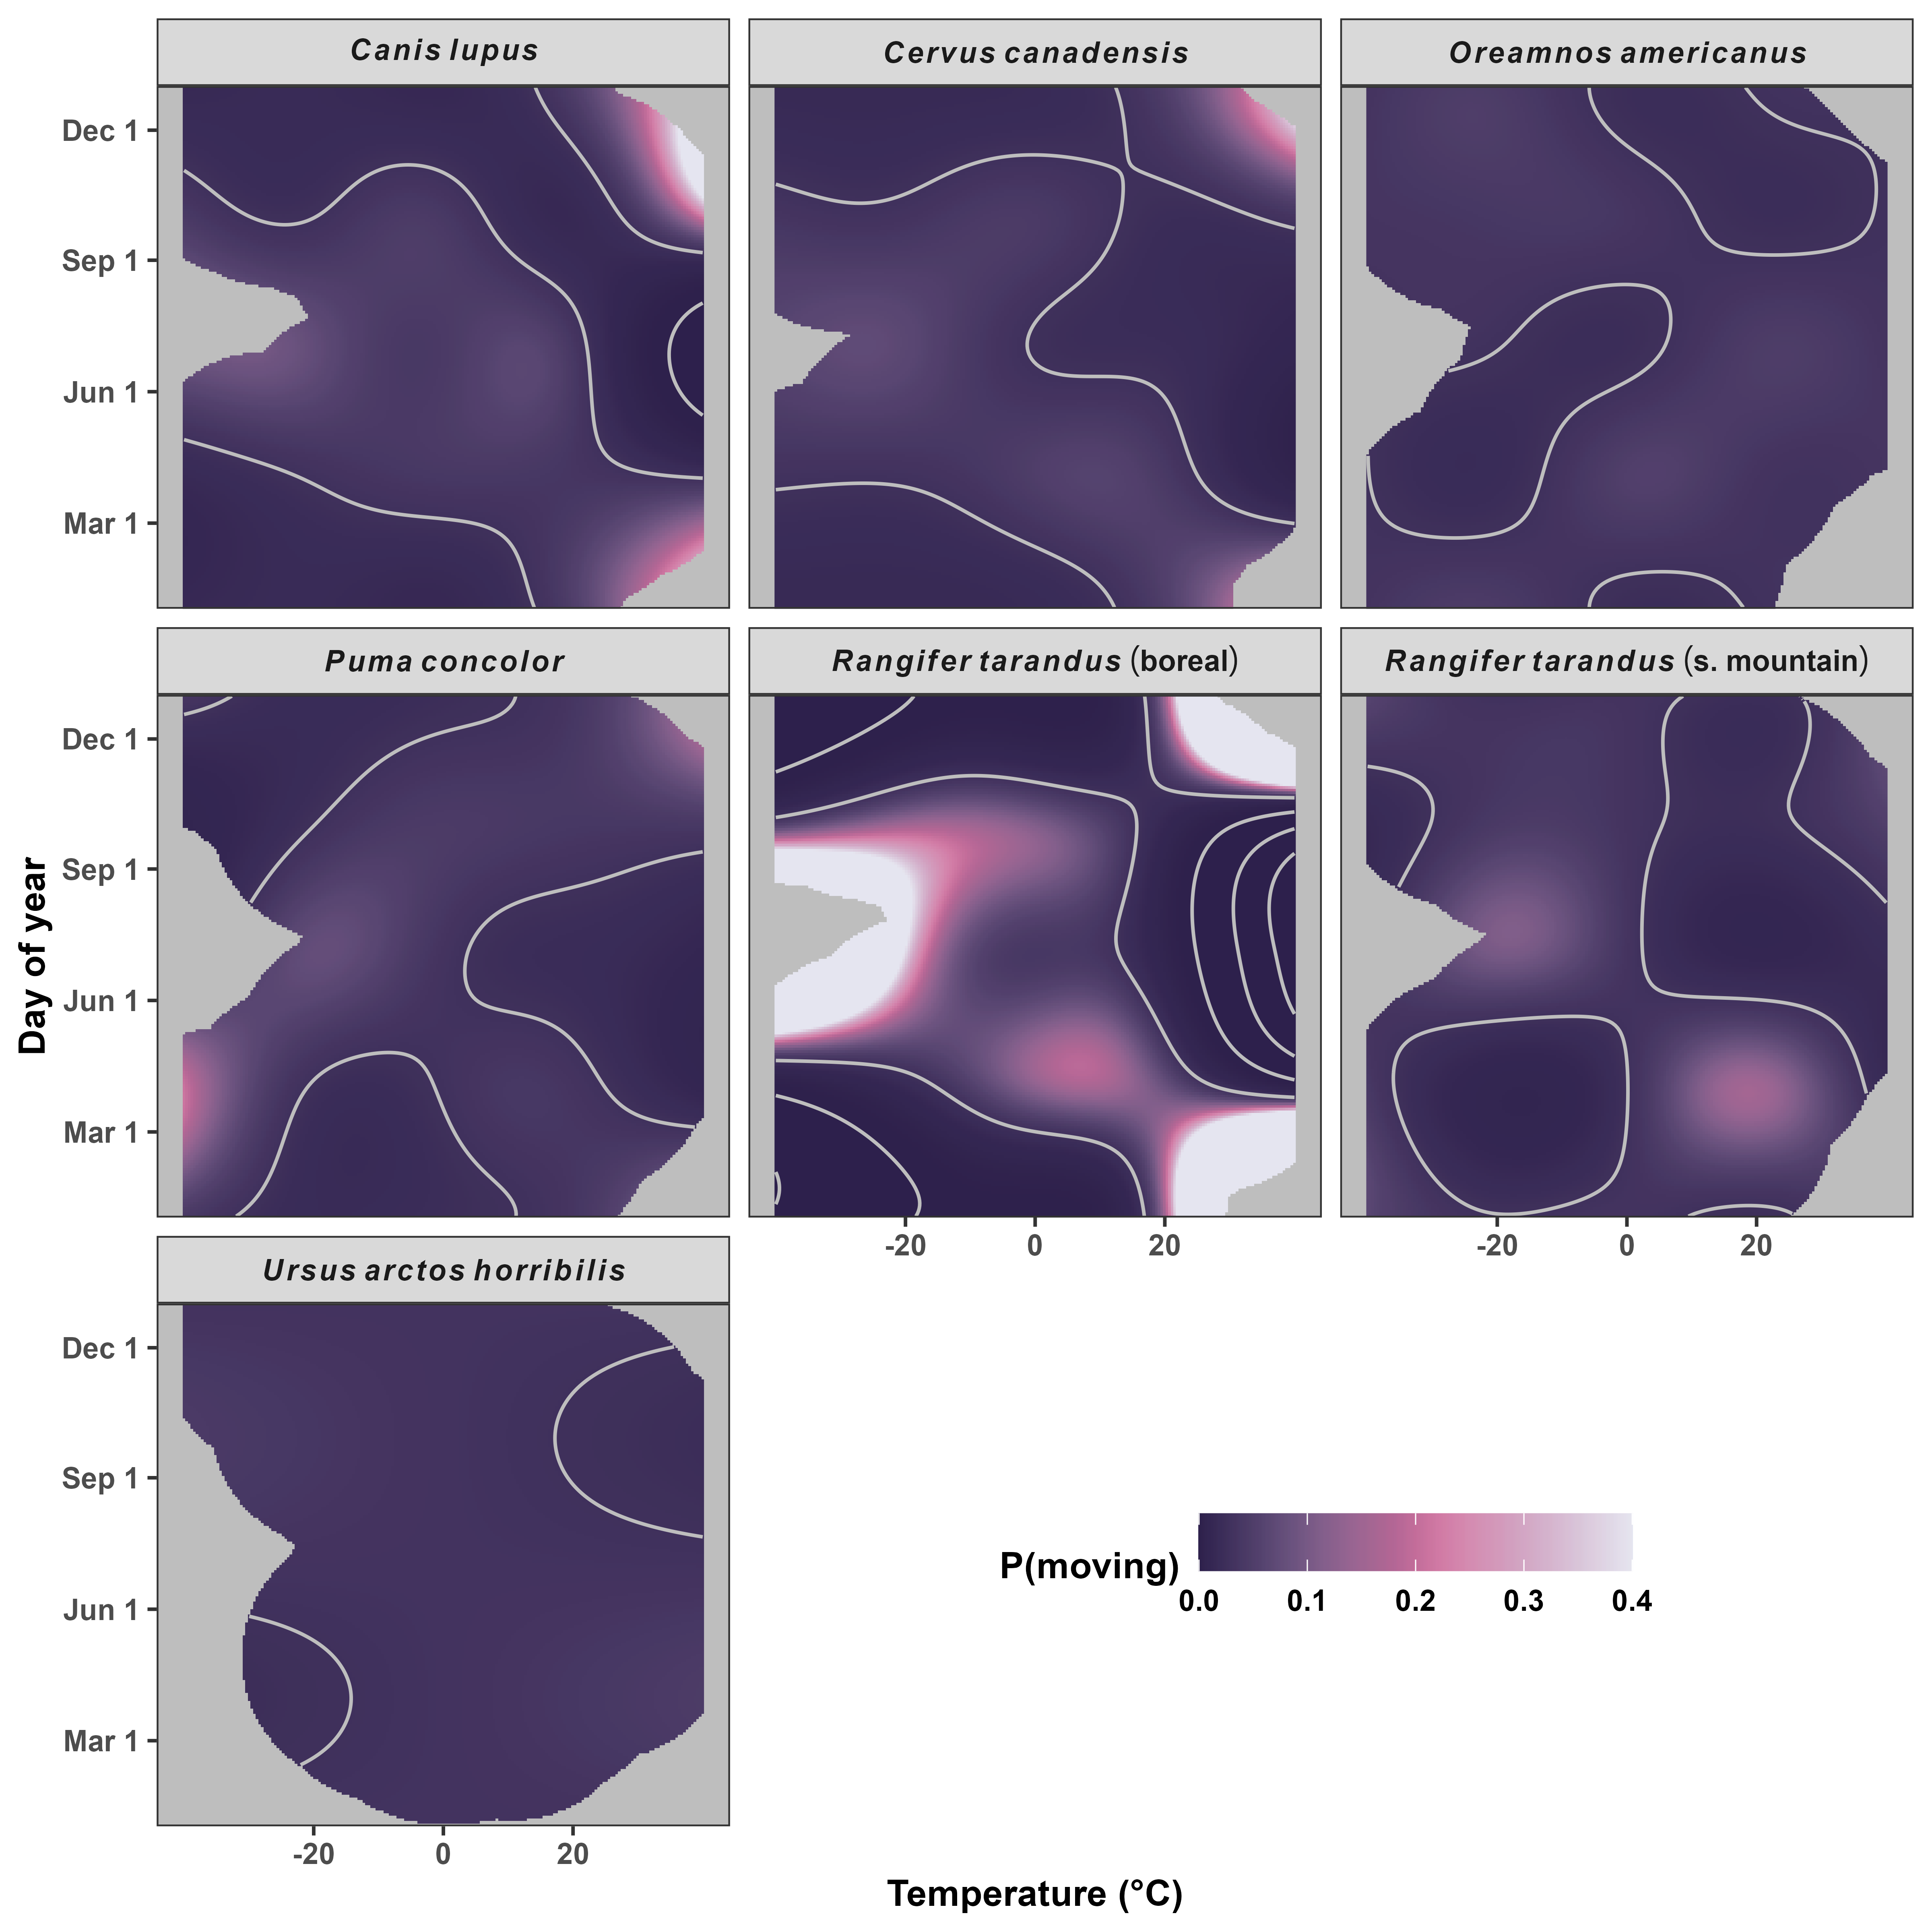 Canis lupus
Cervus canadensis
Oreamnos americanus
Dec 1
Sep 1
Jun 1
Mar 1
Puma concolor
Rangifer tarandus (boreal)
Rangifer tarandus (s. mountain)
Dec 1
Sep 1
Jun 1
Mar 1
-20 0 20
-20 0 20
Day of year
Ursus arctos horribilis
Dec 1
Sep 1
Jun 1
Mar 1
-20 0 20
P(moving)
0.0 0.1 0.2 0.3 0.4
Temperature (°C)